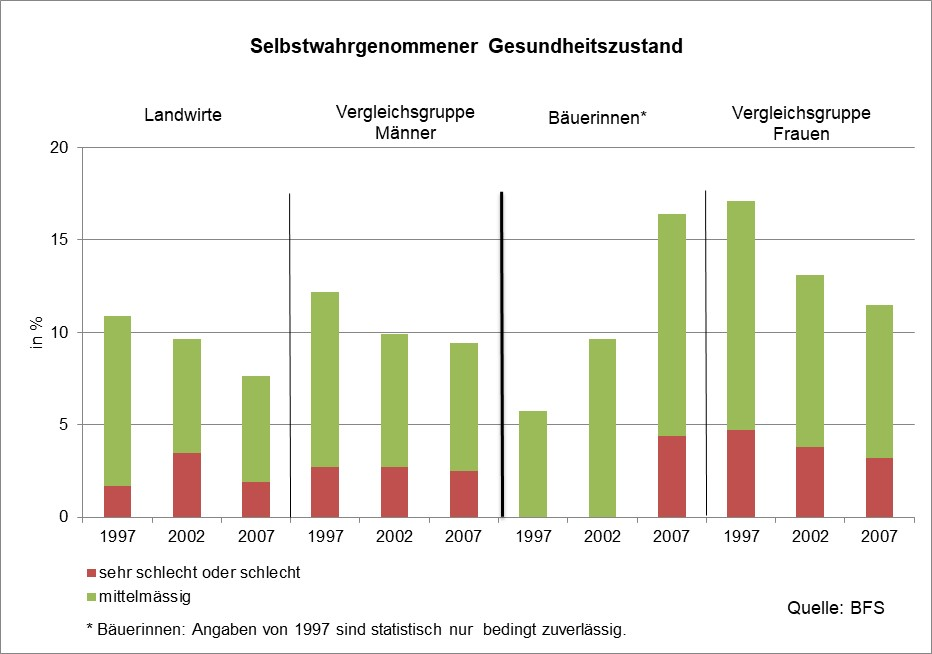 Selbstwahrgenommener Gesundheitszustand
Landwirte
Vergleichsgruppe
Männer
Bäuerinnen*
Vergleichsgruppe
Frauen
in %
20
15
10
5
0
1997 2002 2007 1997 2002 2007 1997 2002 2007 1997 2002 2007
sehr schlecht oder schlecht
mittelmässig
Quelle: BFS
* Bäuerinnen: Angaben von 1997 sind statistisch nur bedingt zuverlässig.